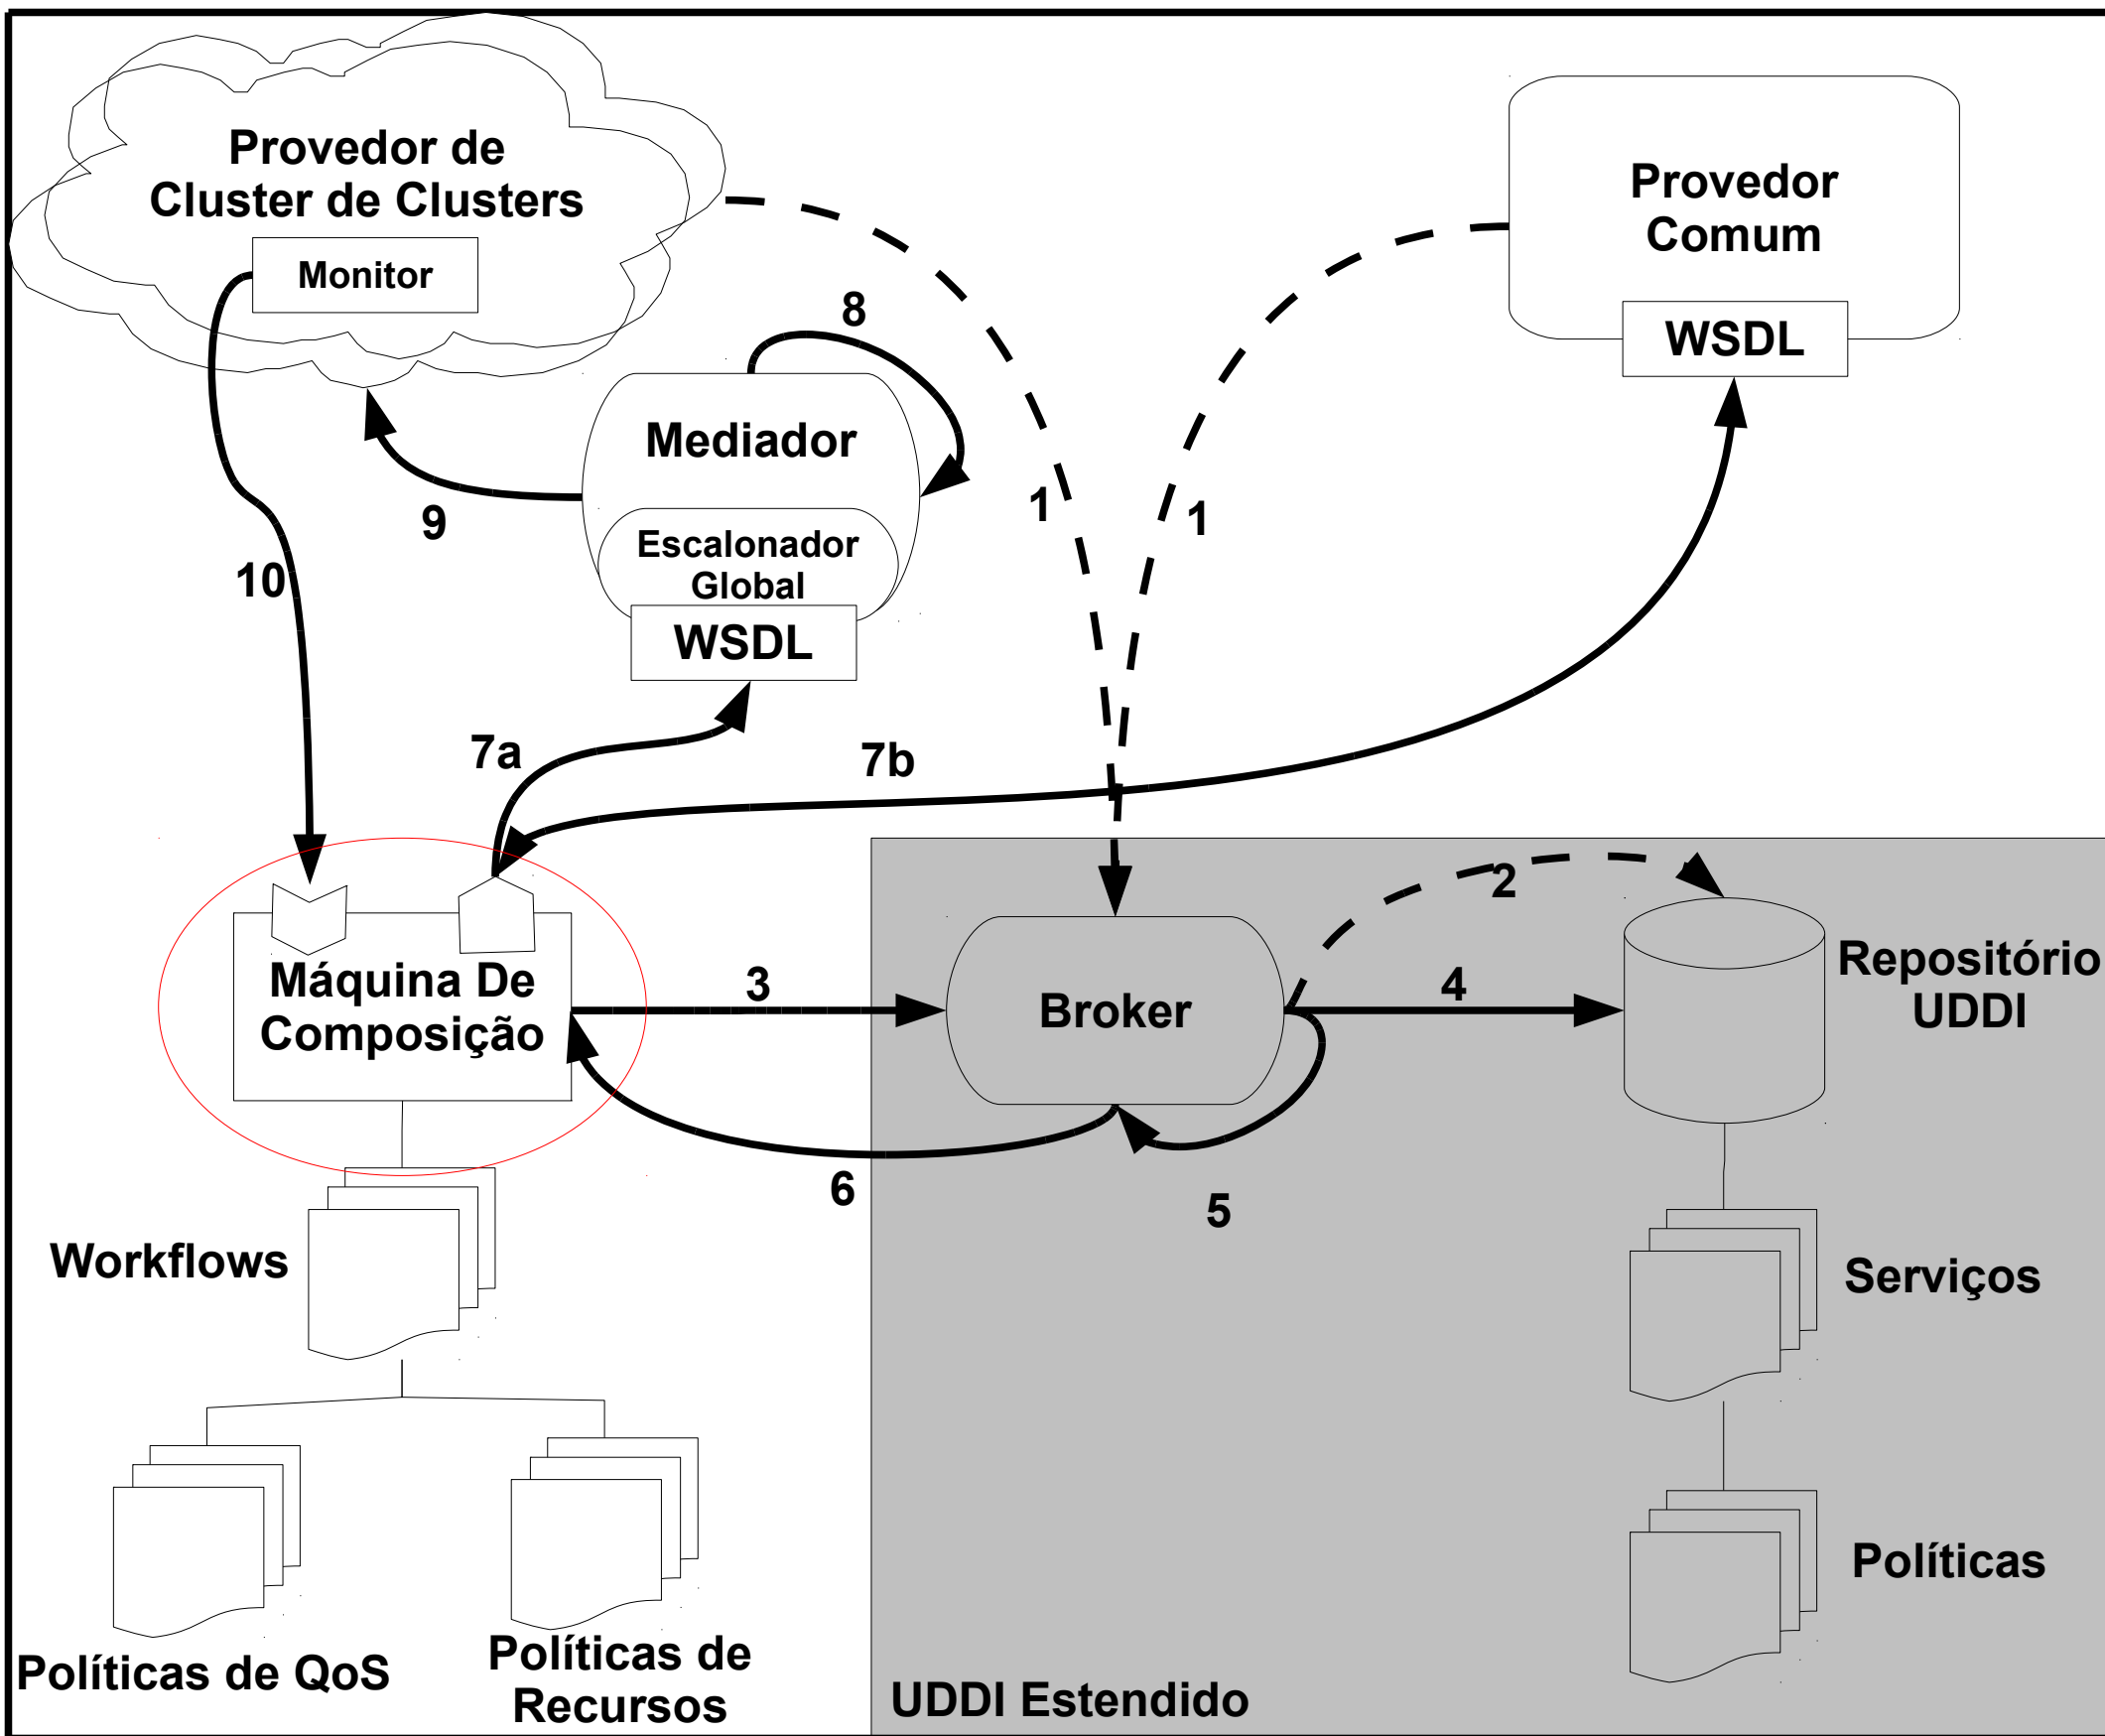 Provedor de
Cluster de Clusters
Monitor
Provedor
Comum
WSDL
8
Mediador
9
Escalonador
Global
WSDL
10
1
1
7a
7b
2
Máquina De
Composição
3
Broker
4
Repositório
UDDI
6
5
Workflows
Serviços
Políticas
Políticas de QoS
Políticas de
Recursos
UDDI Estendido